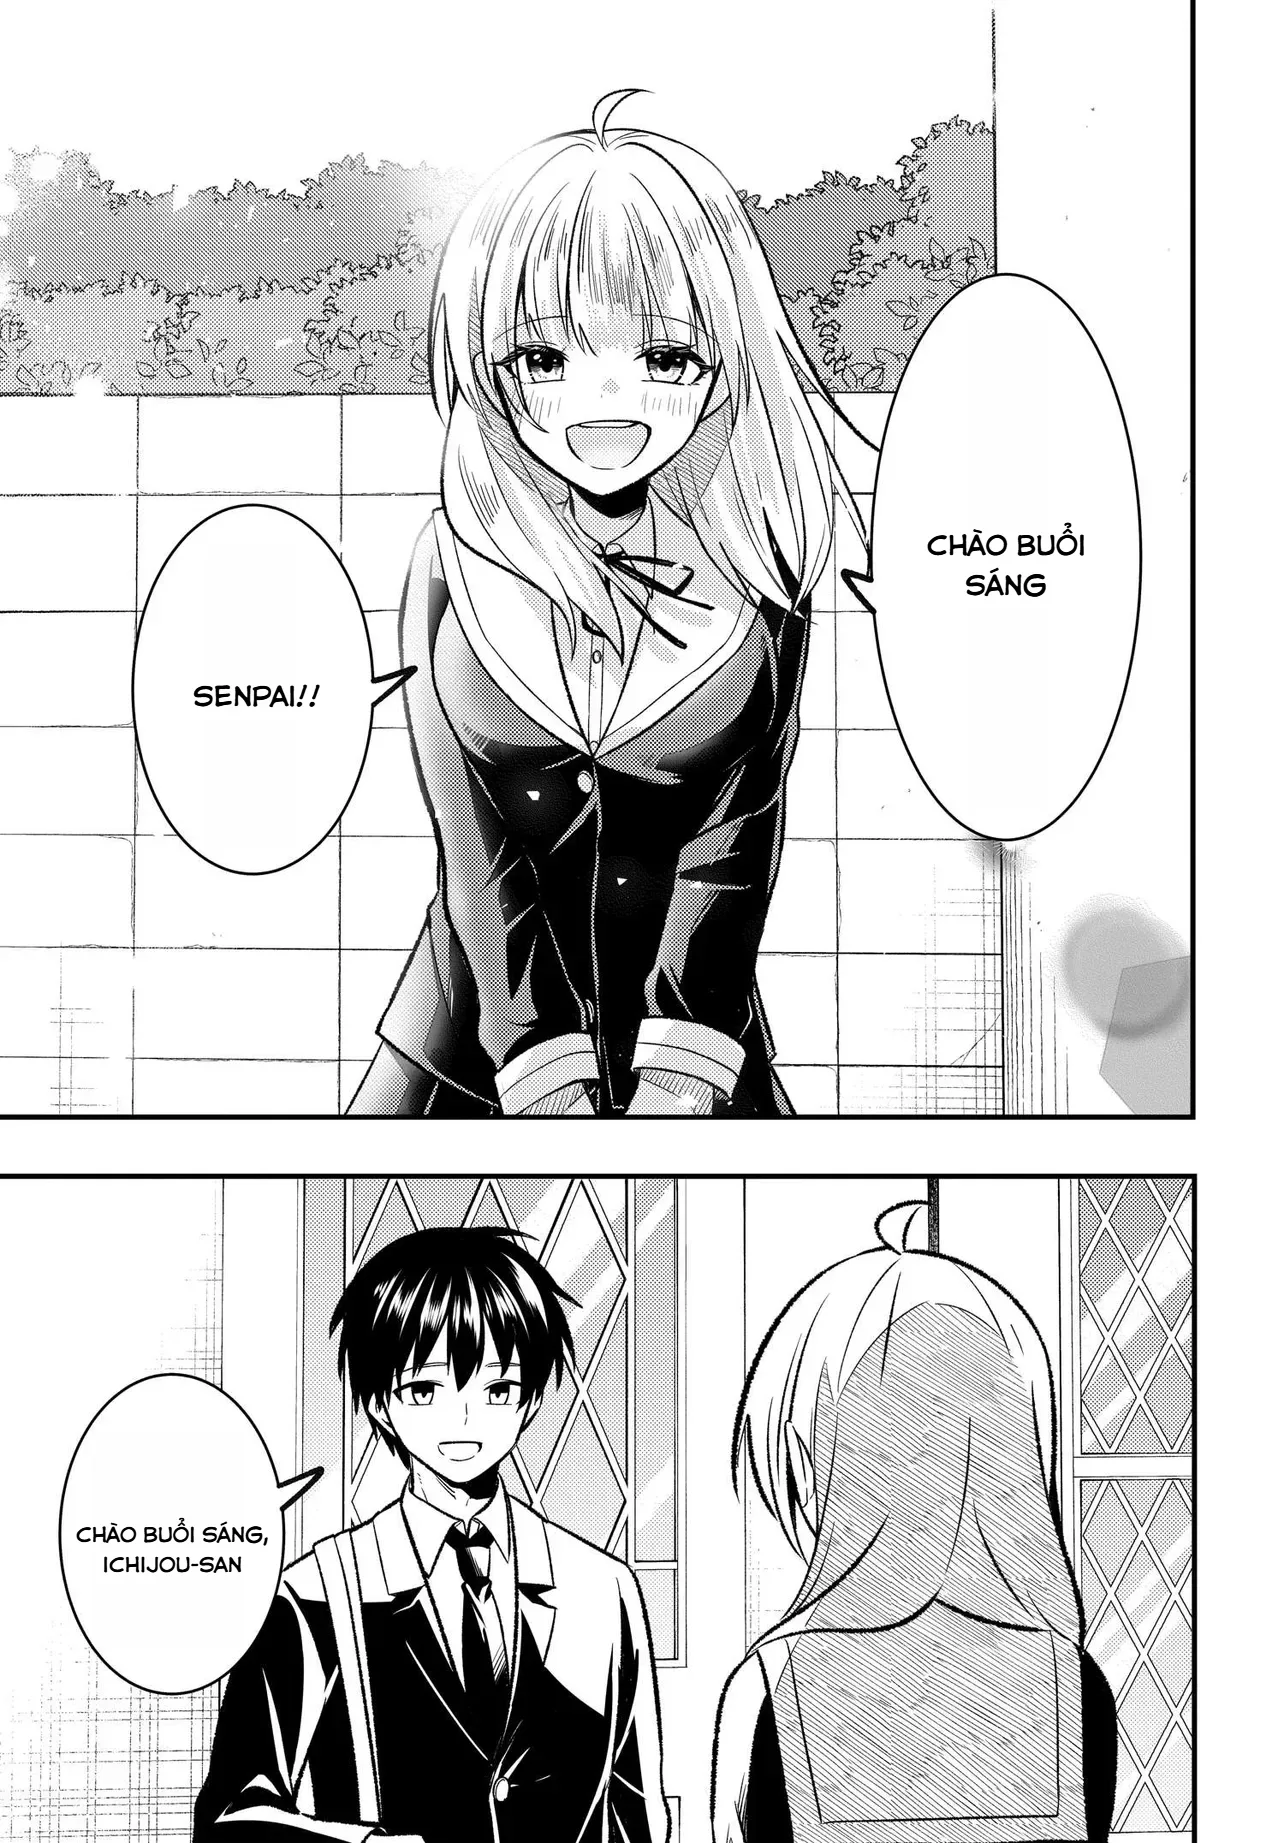 CHÀO BUỔI
SÁNG
SENPAI!!
CHÀO BUỔI SÁNG,
ICHIJOU-SAN